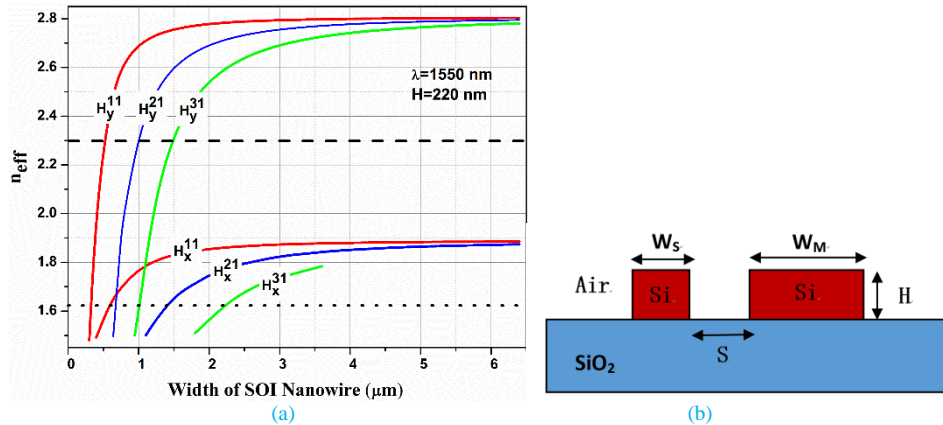 2.8
2.6
2.4
2.2
2.0
1.8
1.6
n_eff
λ=1550 nm
H=220 nm
H_y^11
H_y^21
H_y^31
H_x^11
H_x^21
H_x^31
0 1 2 3 4 5 6
Width of SOI Nanowire (μm)
(a)
W_S
W_M
Air
Si
Si
H
S
SiO₂
(b)